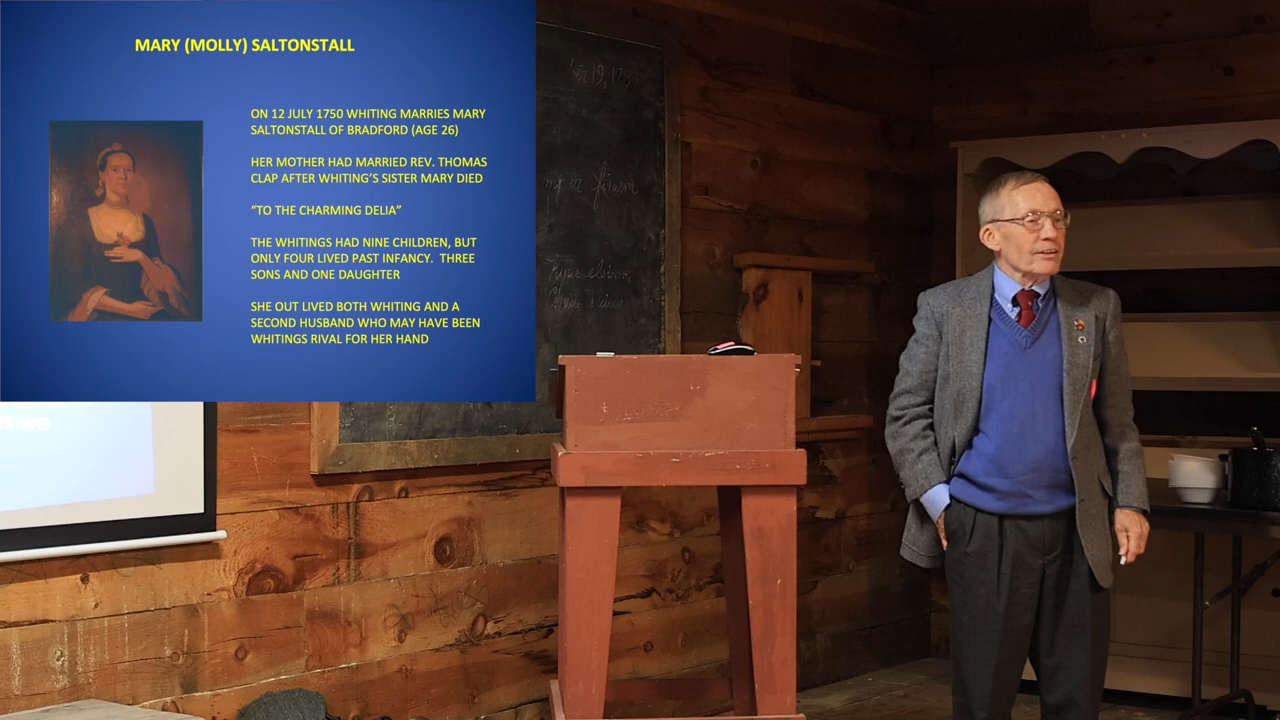 MARY (MOLLY) SALTONSTALL
ON 12 JULY 1750 WHITING MARRIES MARY
SALTONSTALL OF BRADFORD (AGE 26)
HER MOTHER HAD MARRIED REV. THOMAS
CLAP AFTER WHITING'S SISTER MARY DIED
“TO THE CHARMING DELIA”
THE WHITINGS HAD NINE CHILDREN, BUT
ONLY FOUR LIVED PAST INFANCY.  THREE
SONS AND ONE DAUGHTER
SHE OUT LIVED BOTH WHITING AND A
SECOND HUSBAND WHO MAY HAVE BEEN
WHITINGS RIVAL FOR HER HAND
HAND